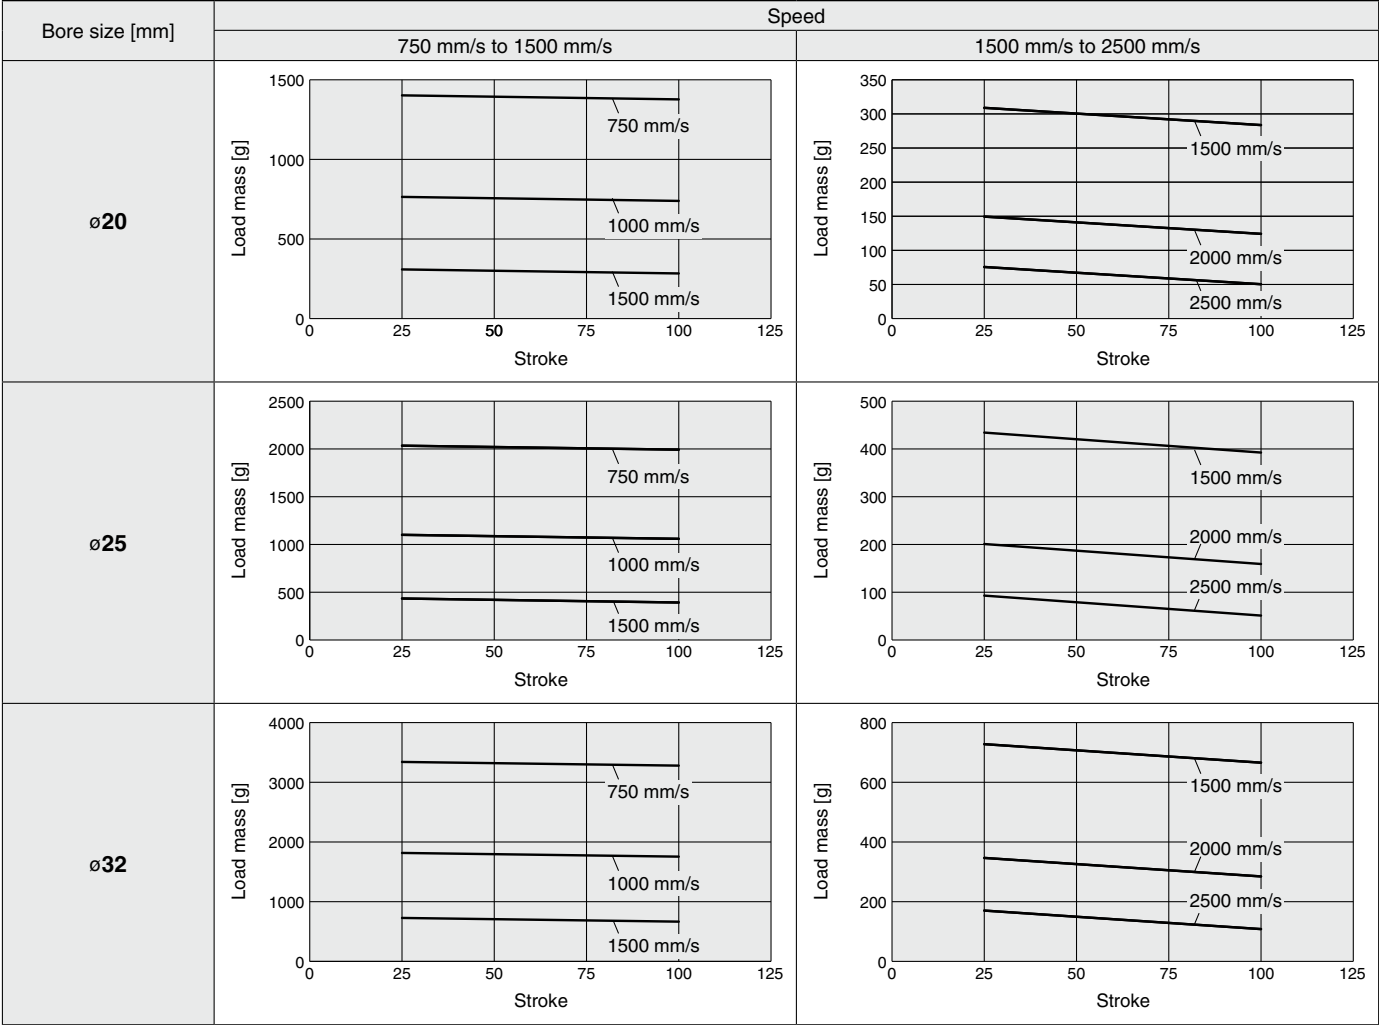 Bore size [mm]
Speed
750 mm/s to 1500 mm/s
1500 mm/s to 2500 mm/s
ø20
Load mass [g]
1500
1000
500
0
750 mm/s
1000 mm/s
1500 mm/s
0 25 50 75 100 125
Stroke
Load mass [g]
350
300
250
200
150
100
50
0
1500 mm/s
2000 mm/s
2500 mm/s
0 25 50 75 100 125
Stroke
ø25
Load mass [g]
2500
2000
1500
1000
500
0
750 mm/s
1000 mm/s
1500 mm/s
0 25 50 75 100 125
Stroke
Load mass [g]
500
400
300
200
100
0
1500 mm/s
2000 mm/s
2500 mm/s
0 25 50 75 100 125
Stroke
ø32
Load mass [g]
4000
3000
2000
1000
0
750 mm/s
1000 mm/s
1500 mm/s
0 25 50 75 100 125
Stroke
Load mass [g]
800
600
400
200
0
1500 mm/s
2000 mm/s
2500 mm/s
0 25 50 75 100 125
Stroke